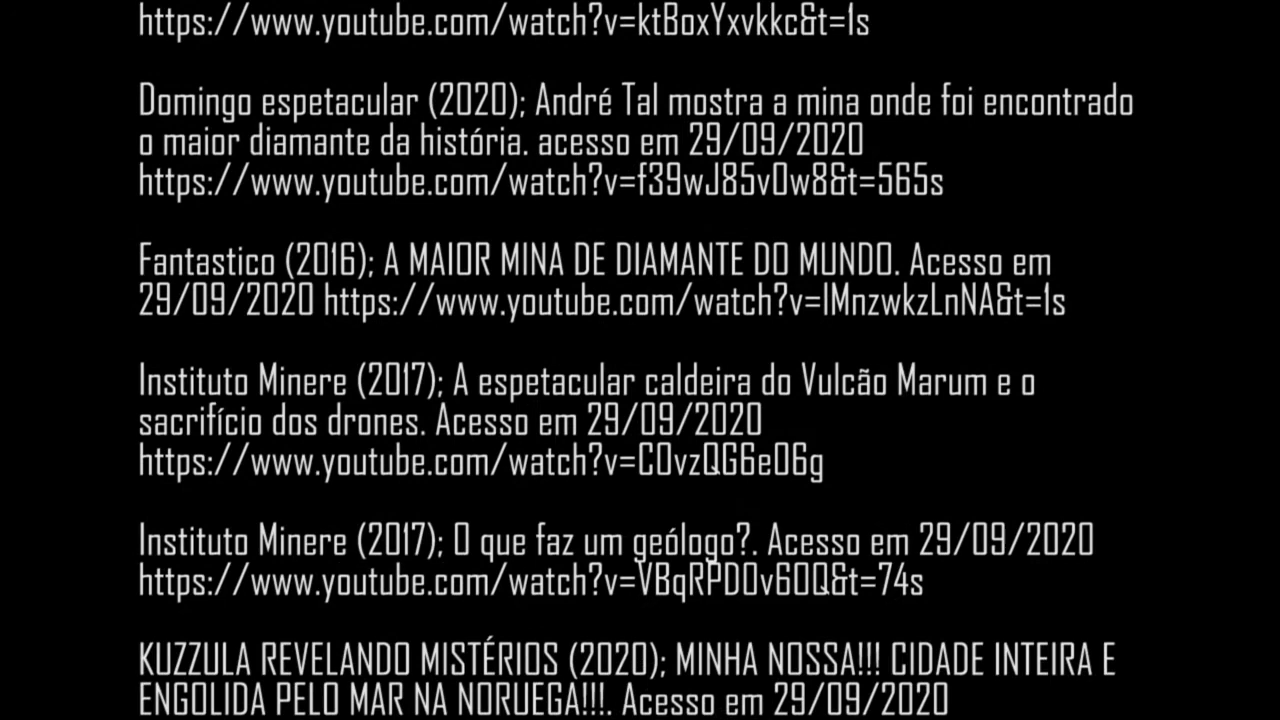 https://www.youtube.com/watch?v=ktBoxYxvkkc&t=1s
Domingo espetacular (2020); André Tal mostra a mina onde foi encontrado
o maior diamante da história. acesso em 29/09/2020
https://www.youtube.com/watch?v=f39wJ85vOw8&t=565s
Fantastico (2016); A MAIOR MINA DE DIAMANTE DO MUNDO. Acesso em
29/09/2020 https://www.youtube.com/watch?v=IMnzwkzLnNA&t=1s
Instituto Minere (2017); A espetacular caldeira do Vulcão Marum e o
sacrifício dos drones. Acesso em 29/09/2020
https://www.youtube.com/watch?v=C0vzQG6e06g
Instituto Minere (2017); O que faz um geólogo?. Acesso em 29/09/2020
https://www.youtube.com/watch?v=VBqRPD0v60Q&t=74s
KUZZULA REVELANDO MISTÉRIOS (2020); MINHA NOSSA!!! CIDADE INTEIRA E
ENGOLIDA PELO MAR NA NORUEGA!!!. Acesso em 29/09/2020